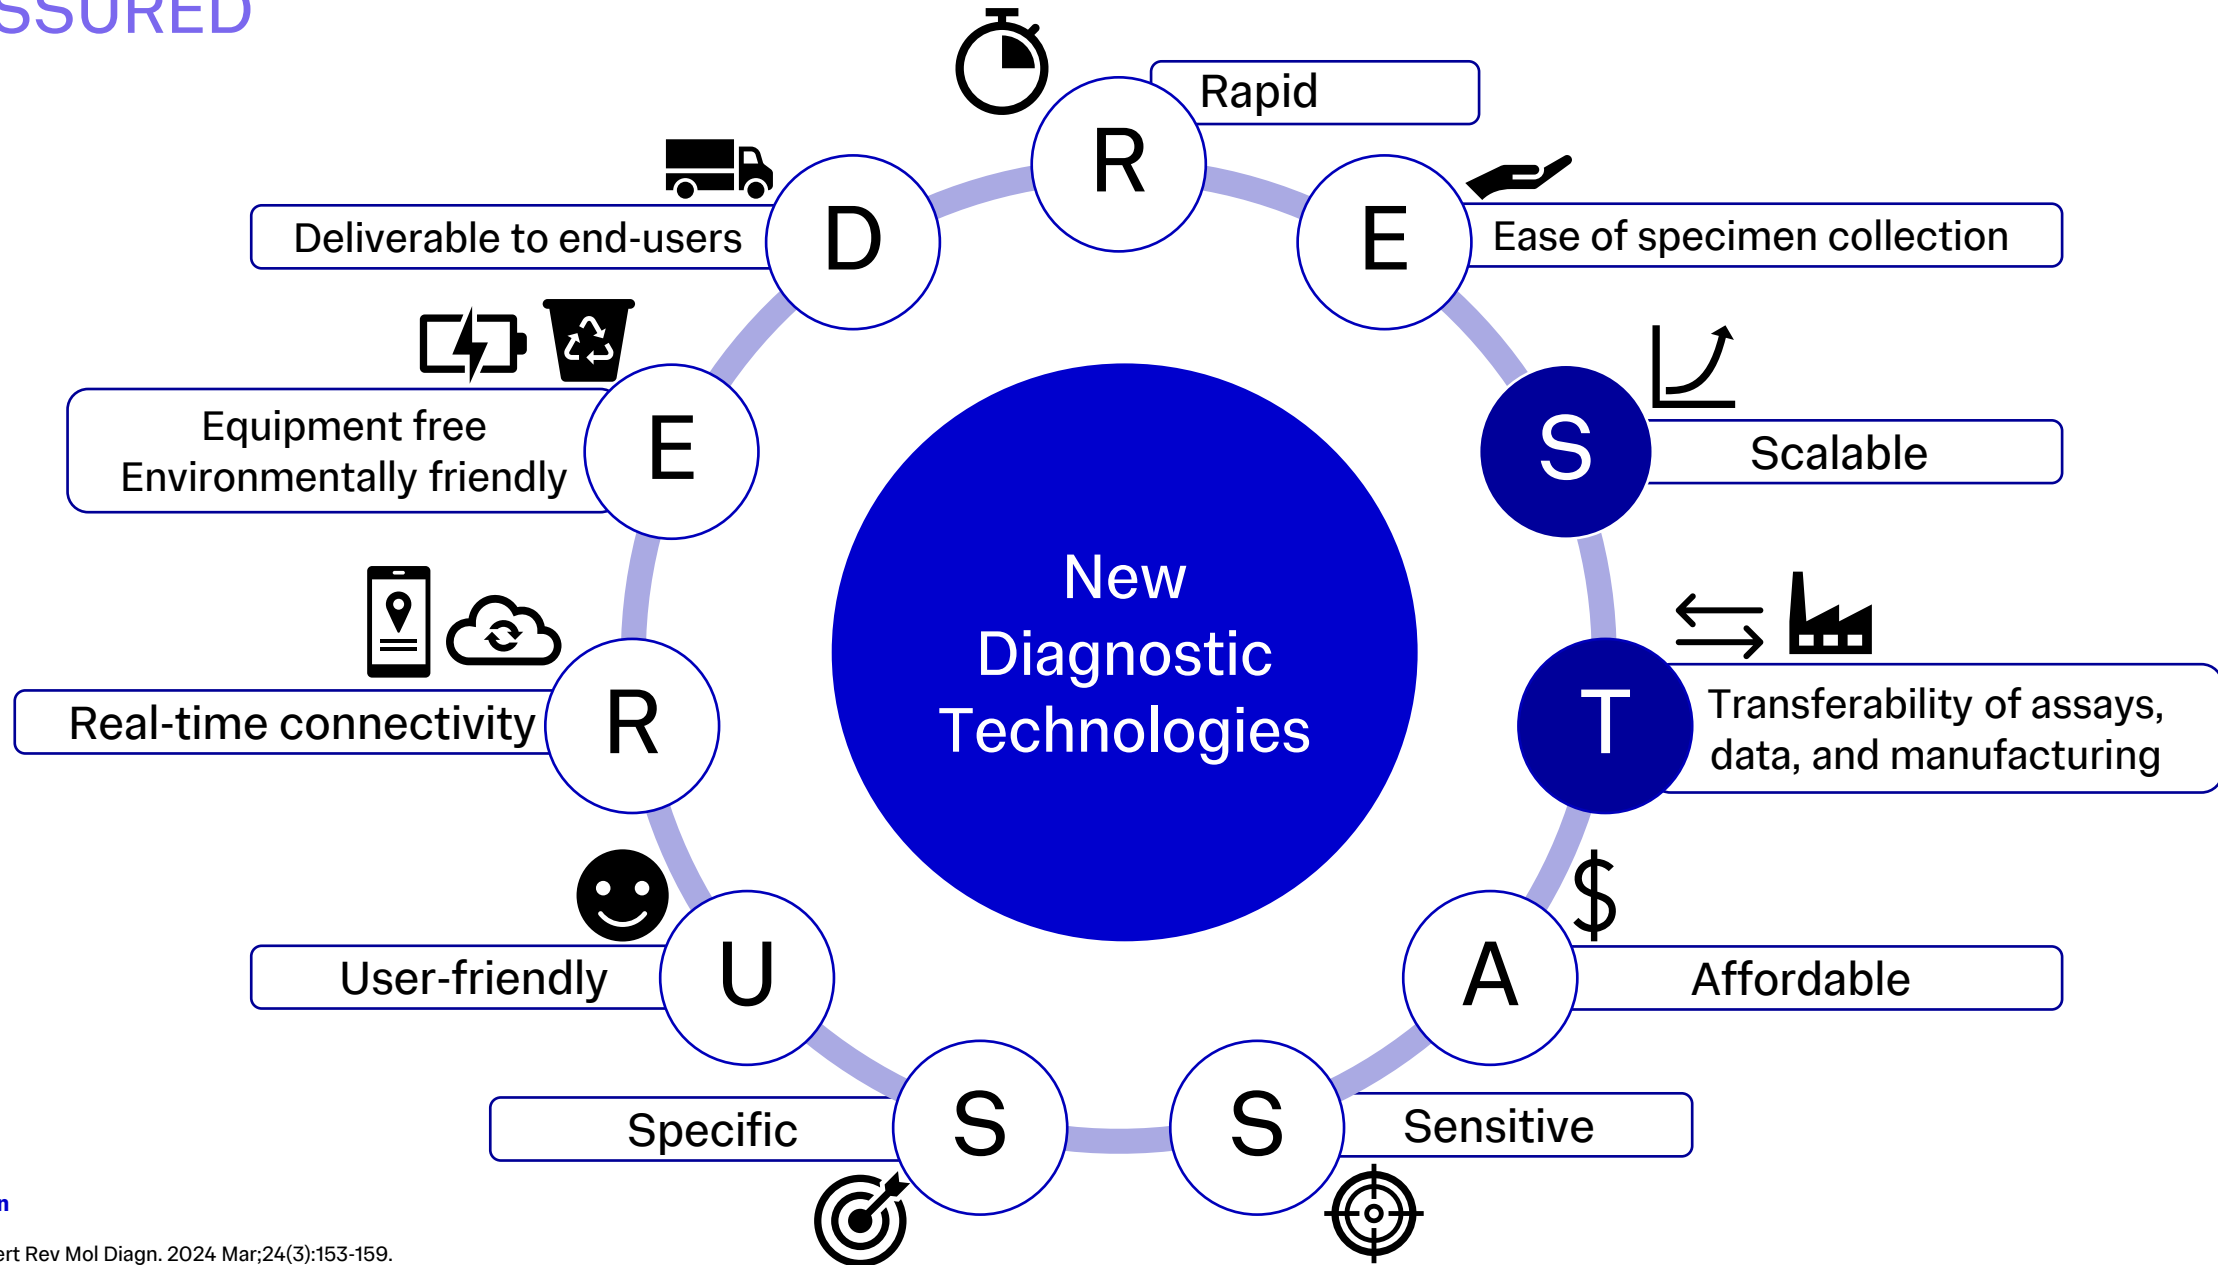 SSURED
R
Rapid
E
Ease of specimen collection
S
Scalable
T
Transferability of assays,
data, and manufacturing
A
Affordable
S
Sensitive
S
Specific
U
User-friendly
R
Real-time connectivity
E
Equipment free
Environmentally friendly
D
Deliverable to end-users
New
Diagnostic
Technologies
$
n
ert Rev Mol Diagn. 2024 Mar;24(3):153-159.